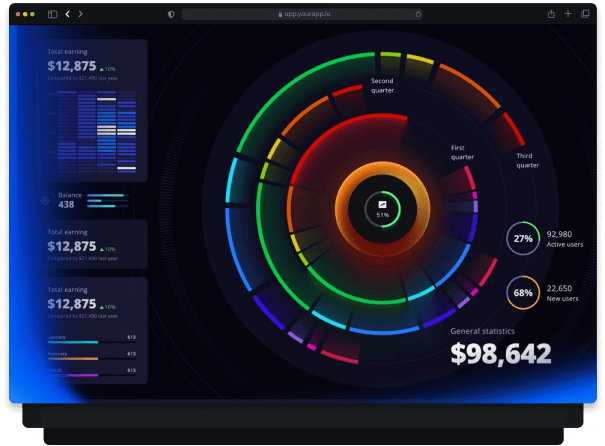 app.yourapp.io
Total earning
$12,875 ▲10%
Compared to $21,490 last year
Balance
438
Total earning
$12,875 ▲10%
Compared to $21,490 last year
Total earning
$12,875 ▲10%
Compared to $21,490 last year
January $13
February $13
$13
Second
quarter
First
quarter
Third
quarter
51%
27%
92,980
Active users
68%
22,650
New users
General statistics
$98,642